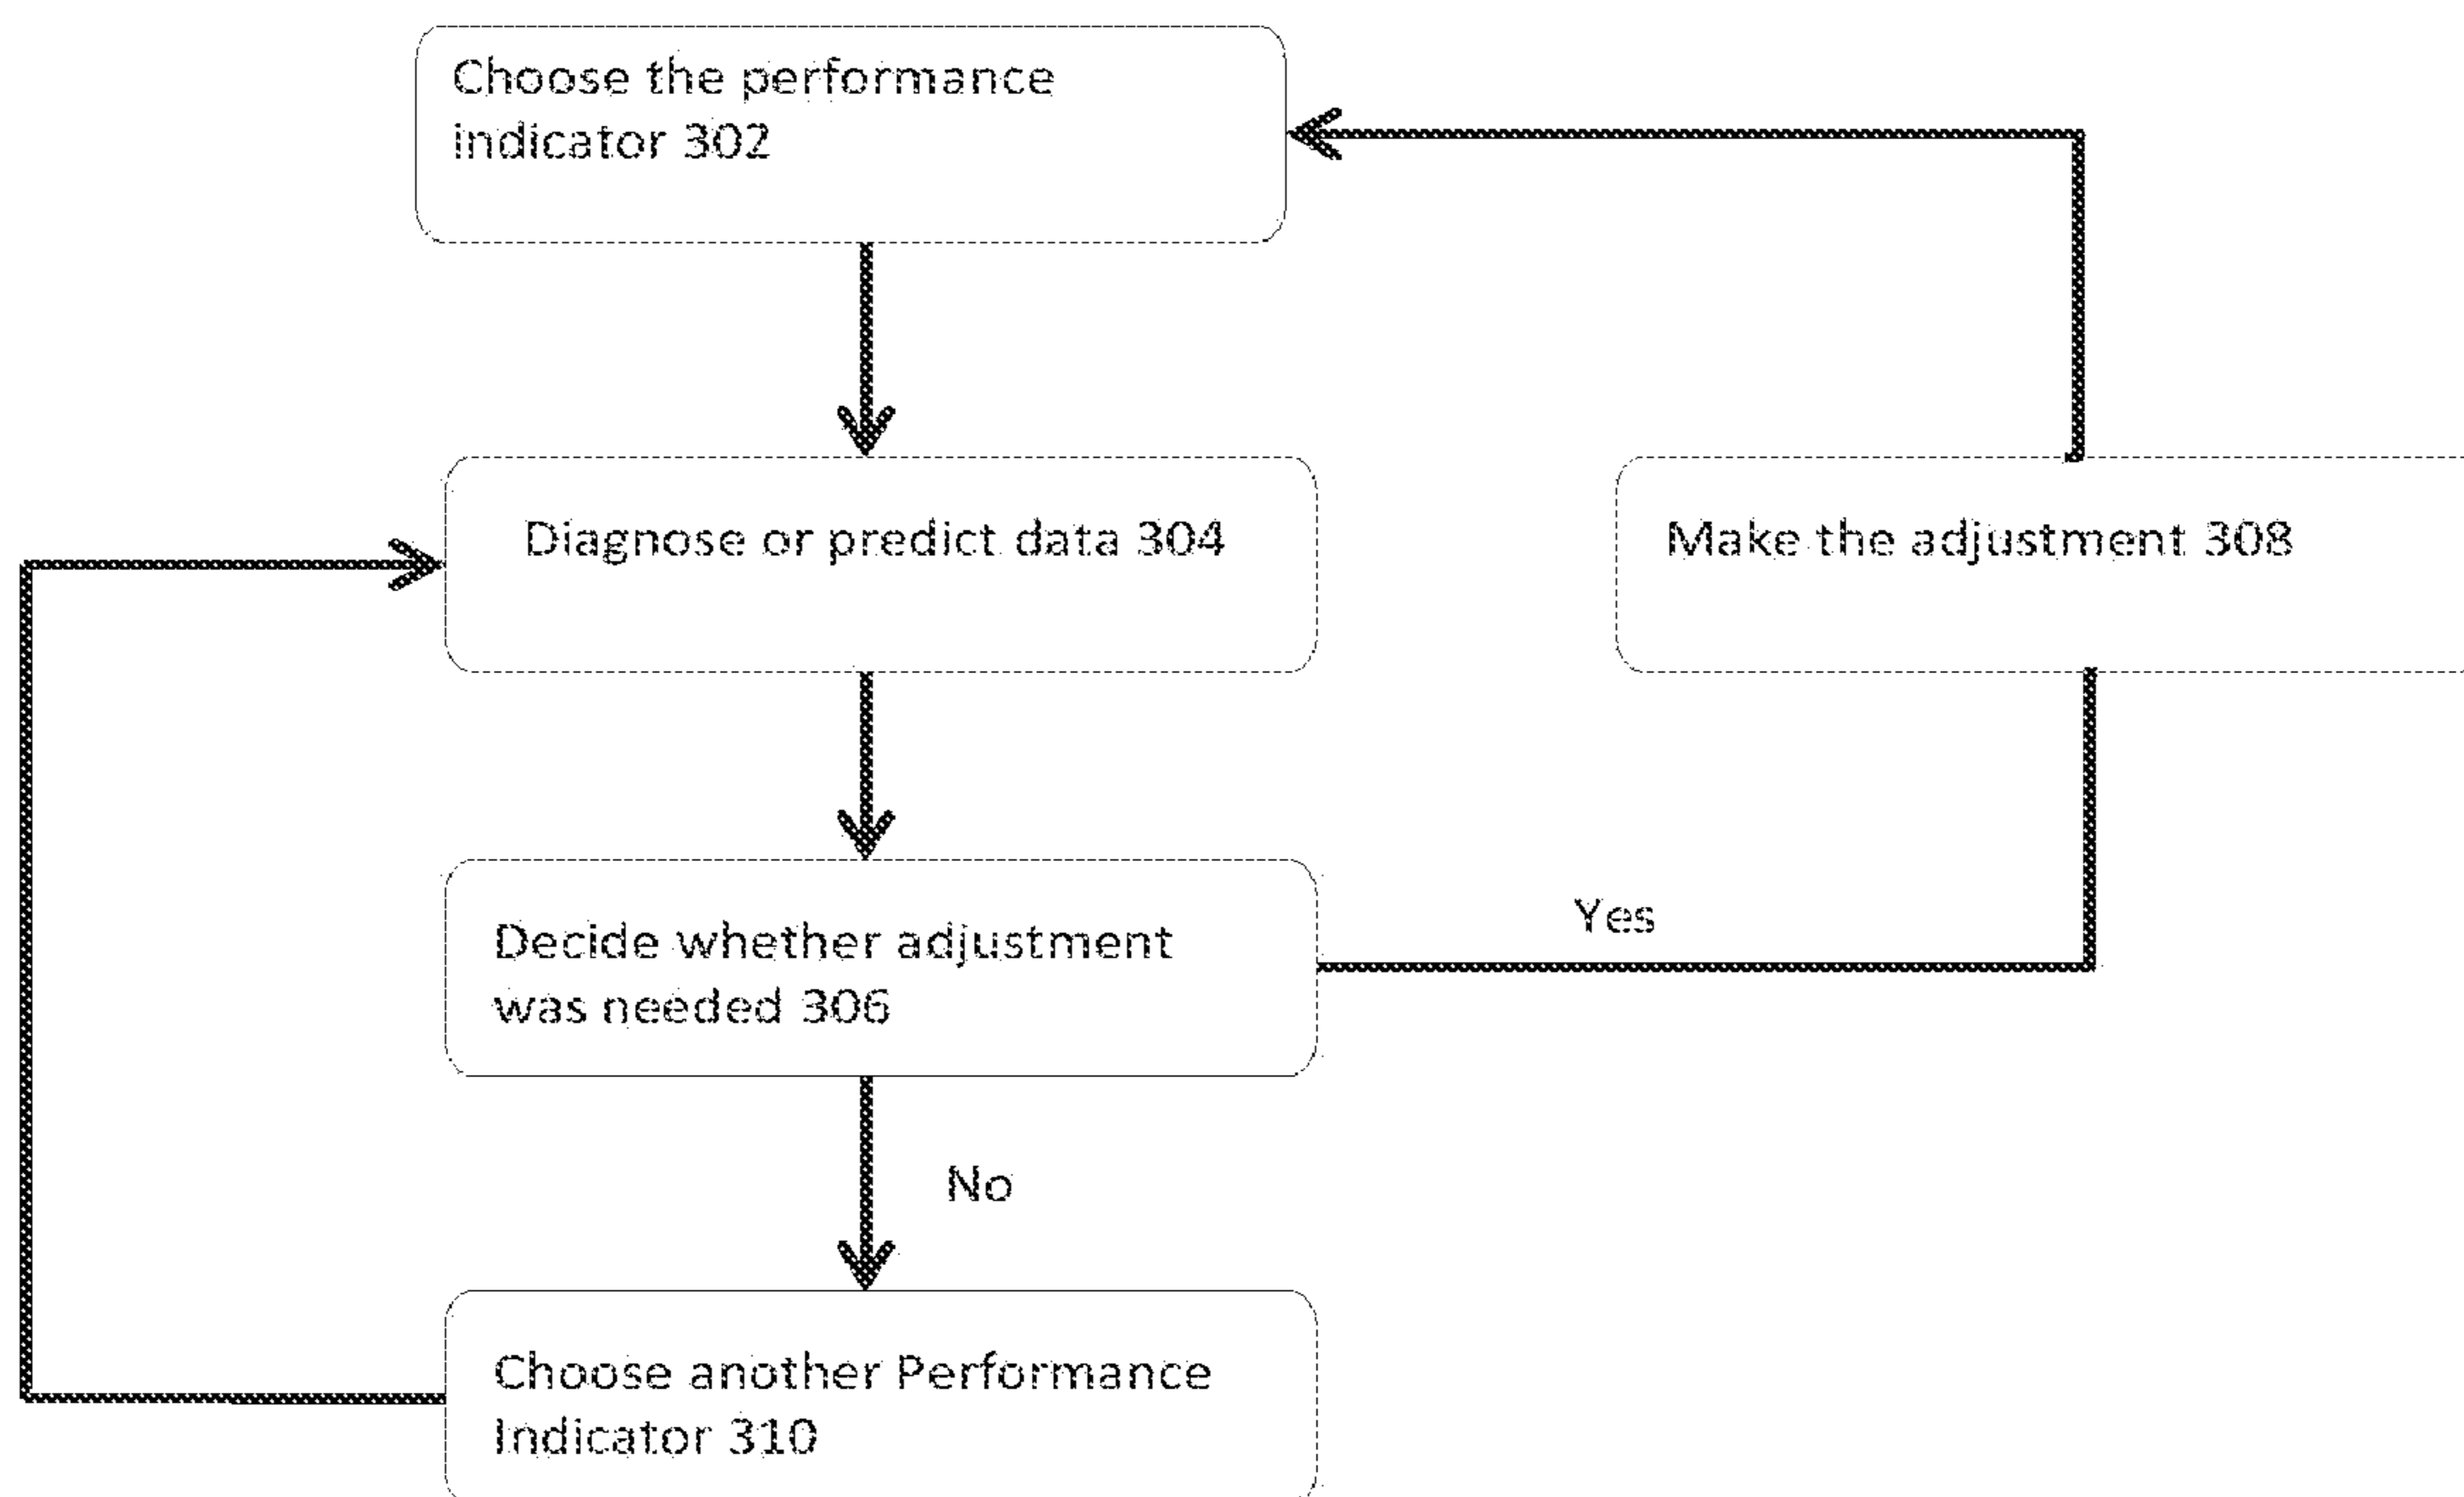 Choose the performance
indicator 302
Diagnose or predict data 304
Make the adjustment 308
Decide whether adjustment
was needed 306
Yes
No
Choose another Performance
Indicator 310